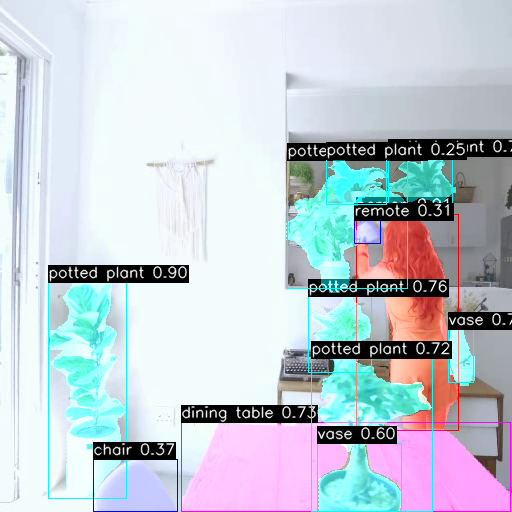 potte
potted plant 0.25
nt 0.7
remote 0.31
potted plant 0.90
potted plant 0.76
vase 0.7
potted plant 0.72
dining table 0.73
vase 0.60
chair 0.37